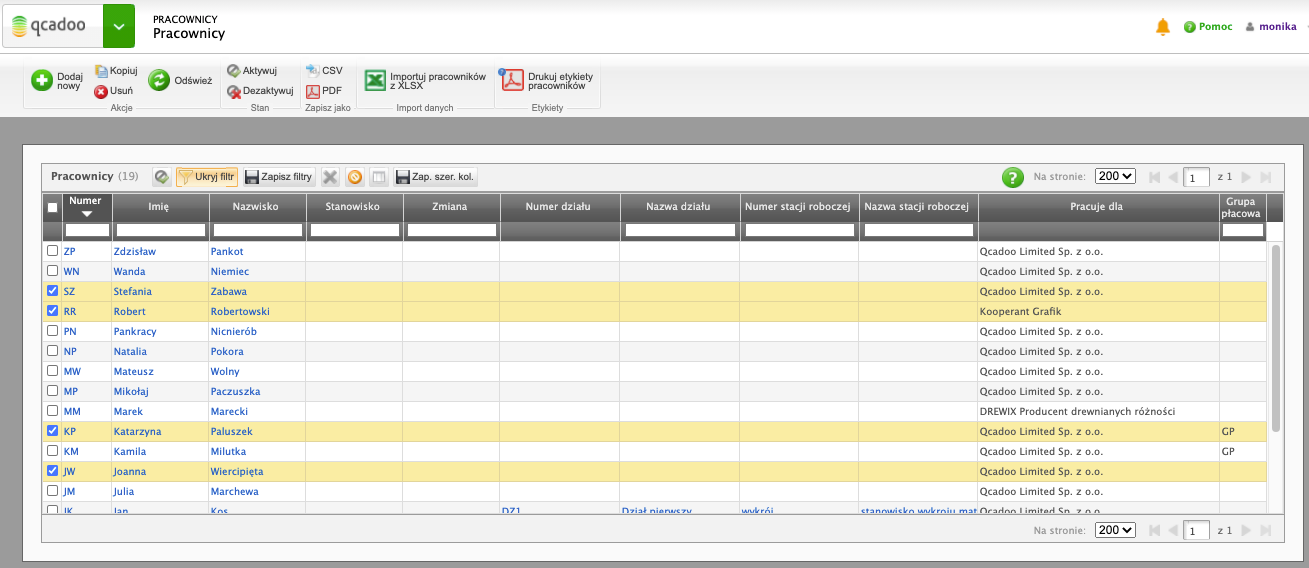 qcadoo
PRACOWNICY
Pracownicy
Pomoc
monika
Dodaj nowy
Kopiuj
Usuń
Odśwież
Akcje
Aktywuj
Dezaktywuj
Stan
CSV
PDF
Zapisz jako
Importuj pracowników z XLSX
Import danych
Drukuj etykiety pracowników
Etykiety
Pracownicy (19) Ukryj filtr Zapisz filtry Zap. szer. kol. ? Na stronie: 200 1 z 1
Numer Imię Nazwisko Stanowisko Zmiana Numer działu Nazwa działu Numer stacji roboczej Nazwa stacji roboczej Pracuje dla Grupa płacowa
ZP Zdzisław Pankot Qcadoo Limited Sp. z o.o.
WN Wanda Niemiec Qcadoo Limited Sp. z o.o.
SZ Stefania Zabawa Qcadoo Limited Sp. z o.o.
RR Robert Robertowski Kooperant Grafik
PN Pankracy Nicnierób Qcadoo Limited Sp. z o.o.
NP Natalia Pokora Qcadoo Limited Sp. z o.o.
MW Mateusz Wolny Qcadoo Limited Sp. z o.o.
MP Mikołaj Paczuszka Qcadoo Limited Sp. z o.o.
MM Marek Marecki DREWIX Producent drewnianych różności
KP Katarzyna Paluszek Qcadoo Limited Sp. z o.o. GP
KM Kamila Milutka Qcadoo Limited Sp. z o.o. GP
JW Joanna Wiercipięta Qcadoo Limited Sp. z o.o.
JM Julia Marchewa Qcadoo Limited Sp. z o.o.
JK Jan Kos DZ1 Dział pierwszy wykrój stanowisko wykroju mat Qcadoo Limited Sp. z o.o.
Na stronie: 200 1 z 1